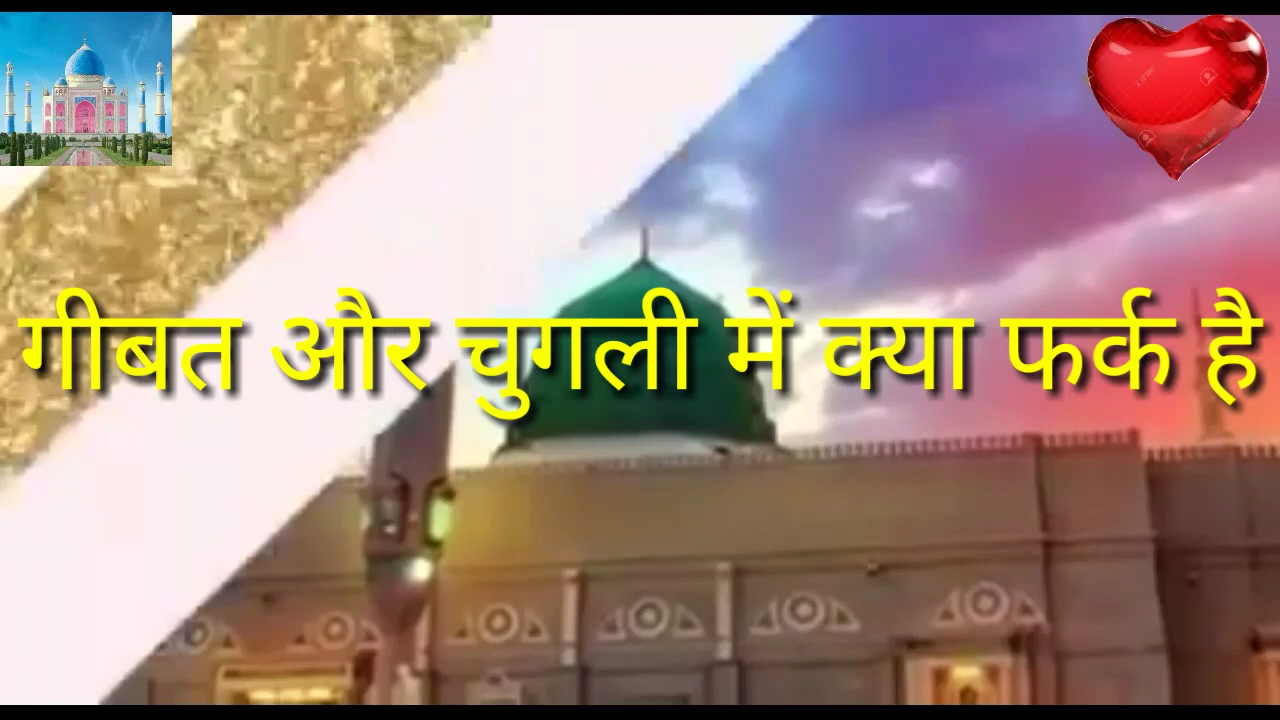 गीबत और चुगली में क्या फर्क है